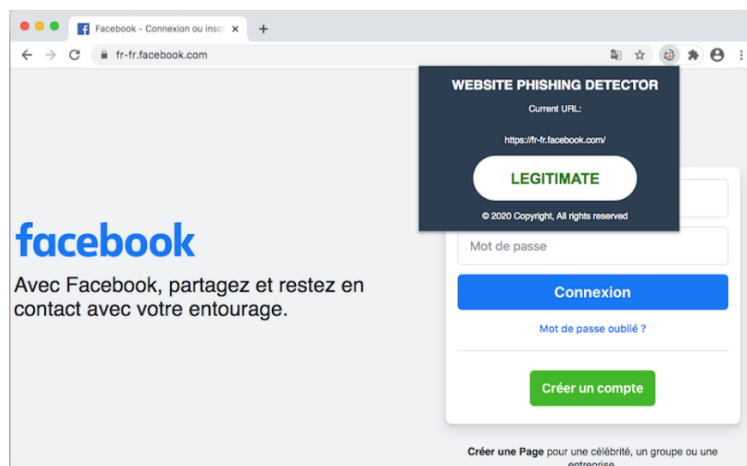 Facebook - Connexion ou inscr
fr-fr.facebook.com
WEBSITE PHISHING DETECTOR
Current URL:
https://fr-fr.facebook.com/
LEGITIMATE
© 2020 Copyright, All rights reserved
facebook
Avec Facebook, partagez et restez en
contact avec votre entourage.
Mot de passe
Connexion
Mot de passe oublié ?
Créer un compte
Créer une Page pour une célébrité, un groupe ou une
entreprise